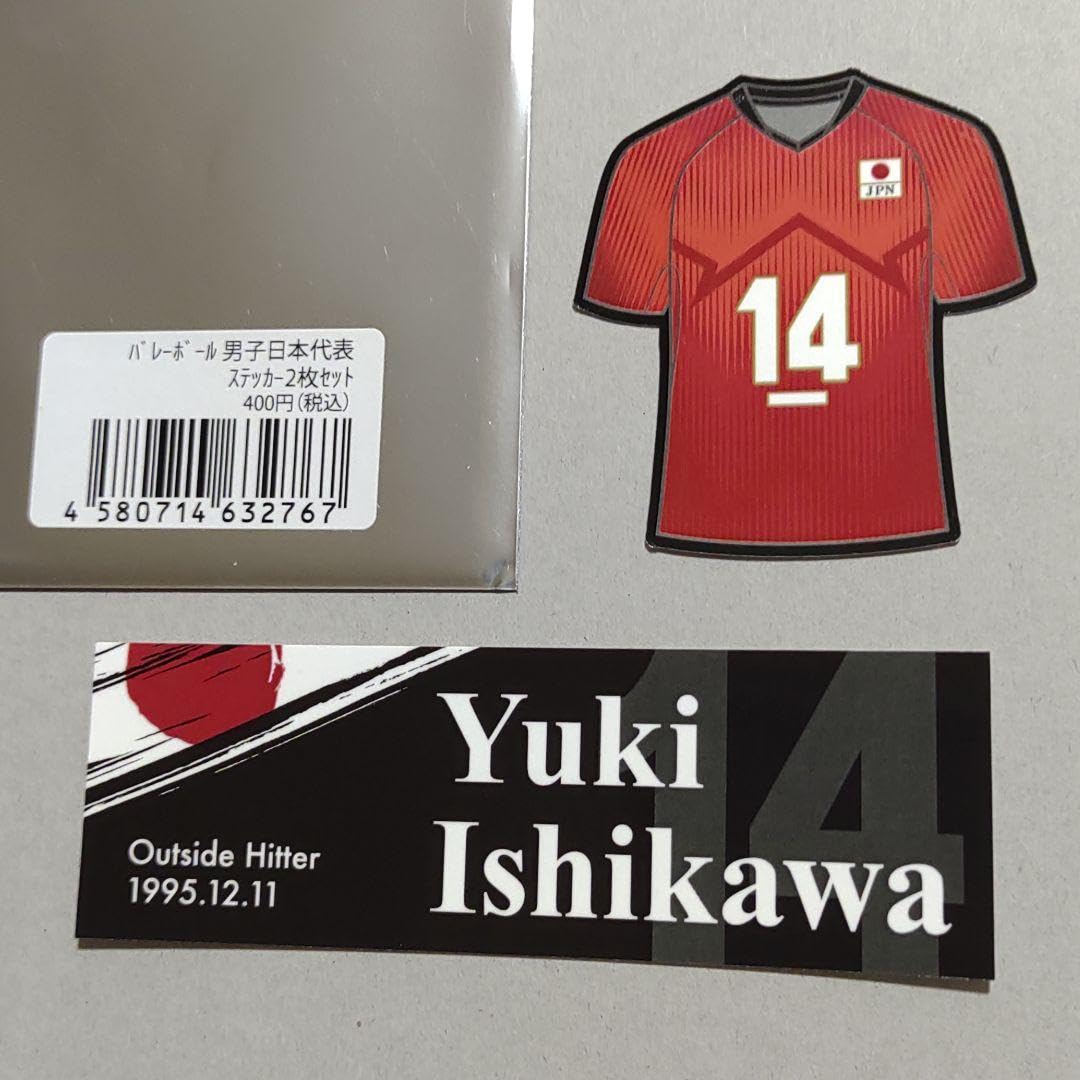 ﾊﾞﾚｰﾎﾞｰﾙ 男子日本代表
ｽﾃｯｶｰ2枚ｾｯﾄ
400円(税込)
4 580714 632767
JPN
14
14
Yuki
Ishikawa
Outside Hitter
1995.12.11